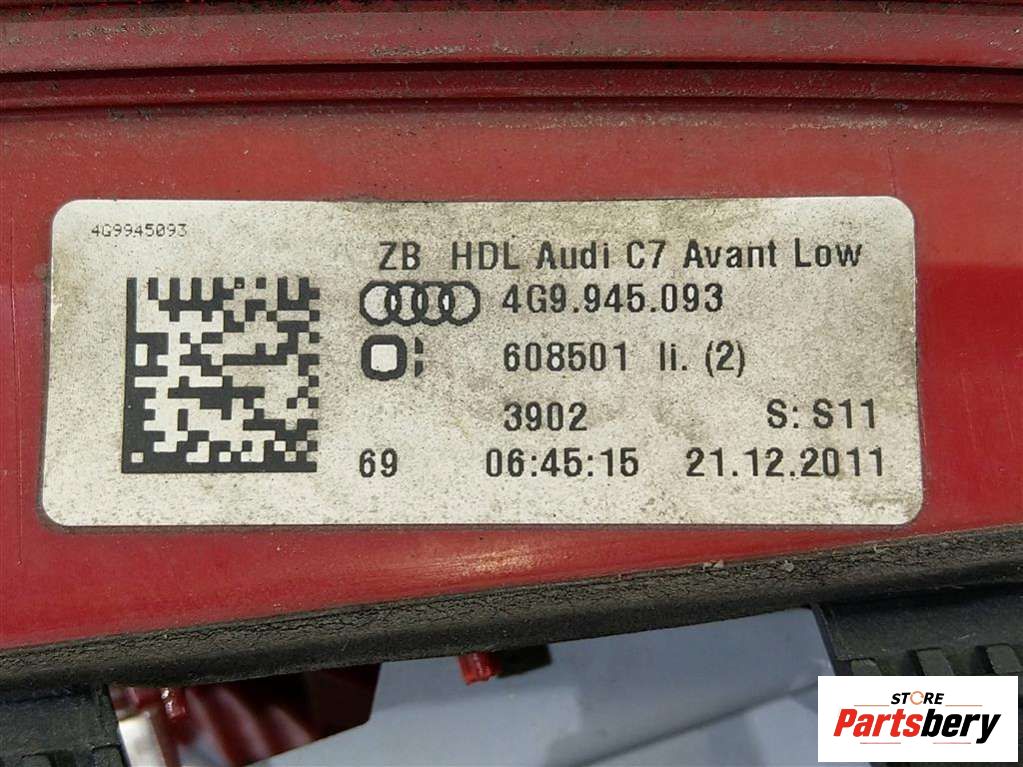 4G9945093
ZB HDL Audi C7 Avant Low
4G9.945.093
608501 li. (2)
3902 S: S11
69 06:45:15 21.12.2011
STORE
Partsbery